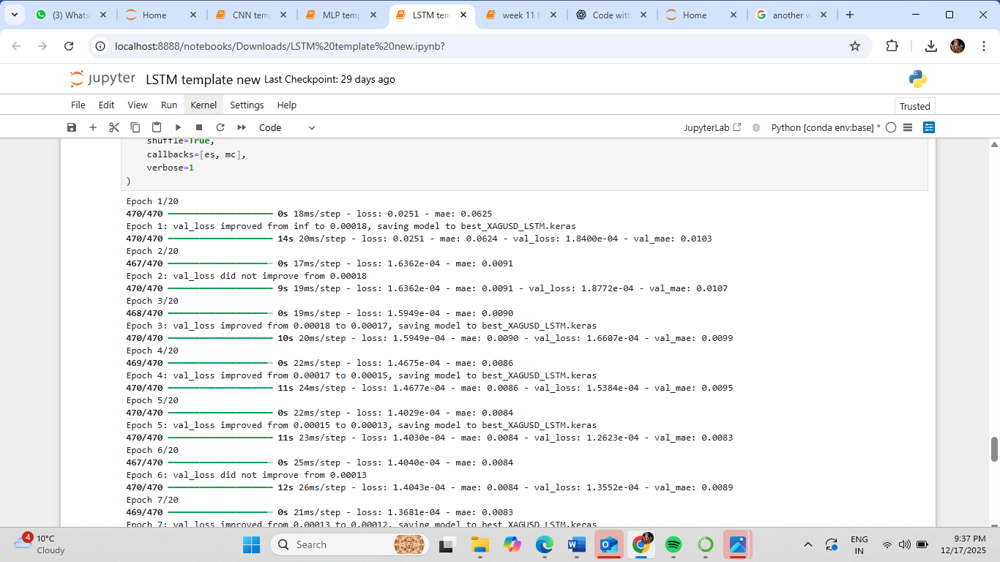 (3) Whats
Home
CNN temp
MLP temp
LSTM tem
week 11 f
Code with
Home
another w
localhost:8888/notebooks/Downloads/LSTM%20template%20new.ipynb?
jupyter LSTM template new Last Checkpoint: 29 days ago
File Edit View Run Kernel Settings Help
Trusted
Code
JupyterLab
Python [conda env:base] *
shuffle=True,
callbacks=[es, mc],
verbose=1
)
Epoch 1/20
470/470 0s 18ms/step - loss: 0.0251 - mae: 0.0625
Epoch 1: val_loss improved from inf to 0.00018, saving model to best_XAGUSD_LSTM.keras
470/470 14s 20ms/step - loss: 0.0251 - mae: 0.0624 - val_loss: 1.8400e-04 - val_mae: 0.0103
Epoch 2/20
467/470 0s 17ms/step - loss: 1.6362e-04 - mae: 0.0091
Epoch 2: val_loss did not improve from 0.00018
470/470 9s 19ms/step - loss: 1.6362e-04 - mae: 0.0091 - val_loss: 1.8772e-04 - val_mae: 0.0107
Epoch 3/20
468/470 0s 19ms/step - loss: 1.5949e-04 - mae: 0.0090
Epoch 3: val_loss improved from 0.00018 to 0.00017, saving model to best_XAGUSD_LSTM.keras
470/470 10s 20ms/step - loss: 1.5949e-04 - mae: 0.0090 - val_loss: 1.6607e-04 - val_mae: 0.0099
Epoch 4/20
469/470 0s 22ms/step - loss: 1.4675e-04 - mae: 0.0086
Epoch 4: val_loss improved from 0.00017 to 0.00015, saving model to best_XAGUSD_LSTM.keras
470/470 11s 24ms/step - loss: 1.4677e-04 - mae: 0.0086 - val_loss: 1.5384e-04 - val_mae: 0.0095
Epoch 5/20
470/470 0s 22ms/step - loss: 1.4029e-04 - mae: 0.0084
Epoch 5: val_loss improved from 0.00015 to 0.00013, saving model to best_XAGUSD_LSTM.keras
470/470 11s 23ms/step - loss: 1.4030e-04 - mae: 0.0084 - val_loss: 1.2623e-04 - val_mae: 0.0083
Epoch 6/20
467/470 0s 25ms/step - loss: 1.4040e-04 - mae: 0.0084
Epoch 6: val_loss did not improve from 0.00013
470/470 12s 26ms/step - loss: 1.4043e-04 - mae: 0.0084 - val_loss: 1.3552e-04 - val_mae: 0.0089
Epoch 7/20
469/470 0s 21ms/step - loss: 1.3681e-04 - mae: 0.0083
Epoch 7: val_loss improved from 0.00013 to 0.00012, saving model to best_XAGUSD_LSTM.keras
4
10°C
Cloudy
Search
ENG
IN
9:37 PM
12/17/2025